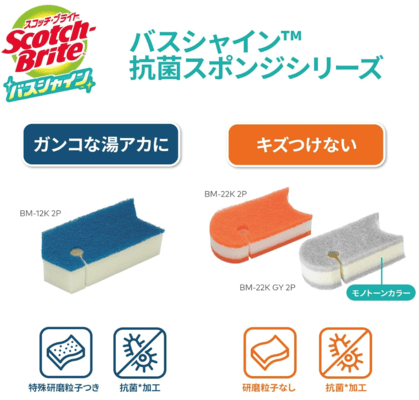 スコッチ・ブライト
Scotch-Brite
バスシャイン
バスシャイン™
抗菌スポンジシリーズ
ガンコな湯アカに
キズつけない
BM-12K 2P
BM-22K 2P
BM-22K GY 2P
モノトーンカラー
特殊研磨粒子つき
抗菌*加工
研磨粒子なし
抗菌*加工